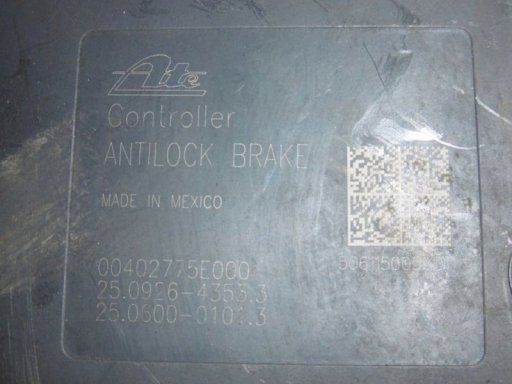 Ate
Controller
ANTILOCK BRAKE
MADE IN MEXICO
00402775E000
25.0926-4353.3